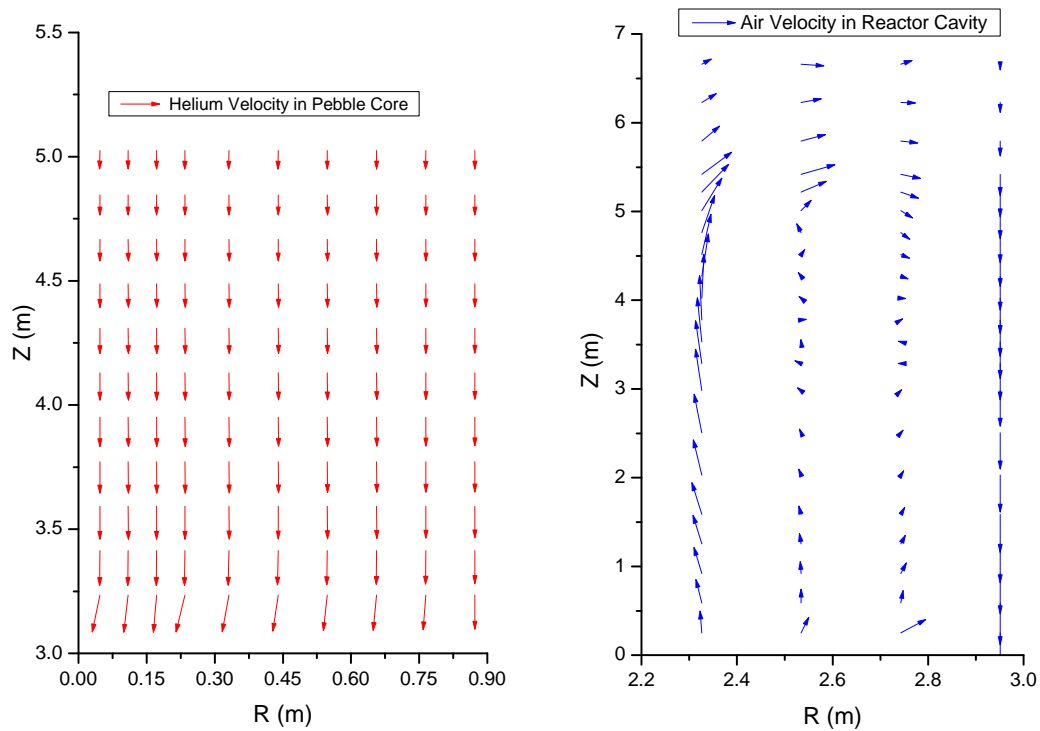 5.5
5.0
4.5
4.0
3.5
3.0
Z (m)
Helium Velocity in Pebble Core
0.00 0.15 0.30 0.45 0.60 0.75 0.90
R (m)
7
6
5
4
3
2
1
0
Z (m)
Air Velocity in Reactor Cavity
2.2 2.4 2.6 2.8 3.0
R (m)